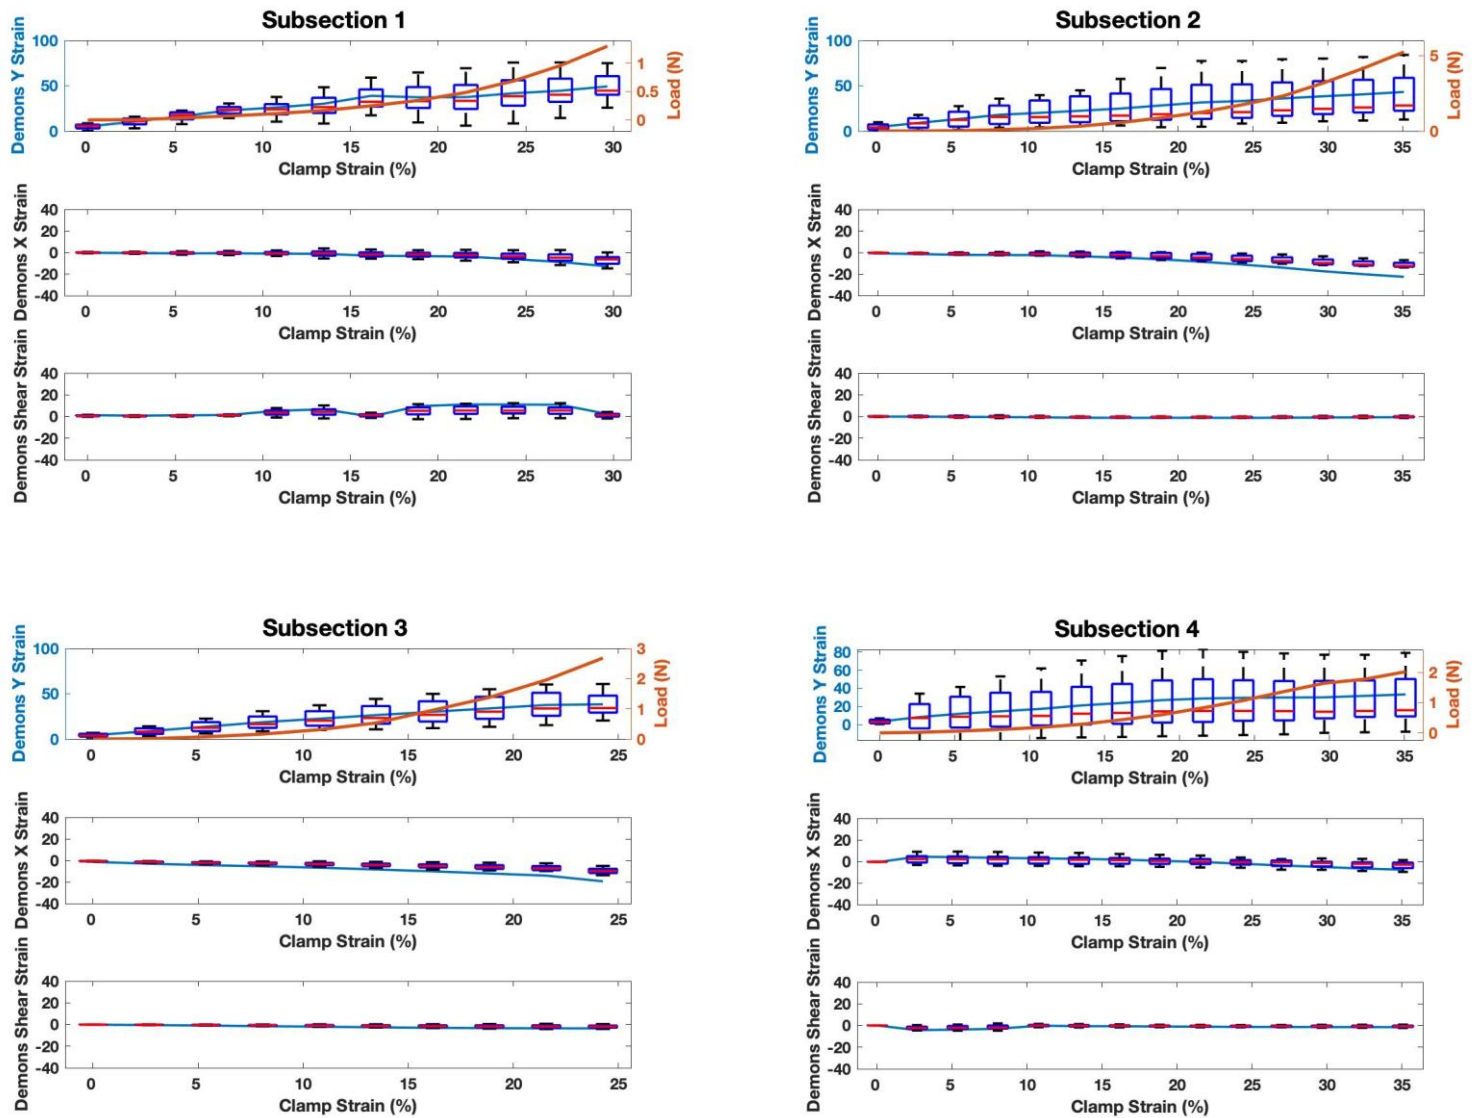 Subsection 1
Demons Y Strain
100
50
0
1
0.5
0
Load (N)
0 5 10 15 20 25 30
Clamp Strain (%)
Demons X Strain
40
20
0
-20
-40
0 5 10 15 20 25 30
Clamp Strain (%)
Demons Shear Strain
40
20
0
-20
-40
0 5 10 15 20 25 30
Clamp Strain (%)
Subsection 2
Demons Y Strain
100
50
0
5
0
Load (N)
0 5 10 15 20 25 30 35
Clamp Strain (%)
Demons X Strain
40
20
0
-20
-40
0 5 10 15 20 25 30 35
Clamp Strain (%)
Demons Shear Strain
40
20
0
-20
-40
0 5 10 15 20 25 30 35
Clamp Strain (%)
Subsection 3
Demons Y Strain
100
50
0
3
2
1
0
Load (N)
0 5 10 15 20 25
Clamp Strain (%)
Demons X Strain
40
20
0
-20
-40
0 5 10 15 20 25
Clamp Strain (%)
Demons Shear Strain
40
20
0
-20
-40
0 5 10 15 20 25
Clamp Strain (%)
Subsection 4
Demons Y Strain
80
60
40
20
0
2
1
0
Load (N)
0 5 10 15 20 25 30 35
Clamp Strain (%)
Demons X Strain
40
20
0
-20
-40
0 5 10 15 20 25 30 35
Clamp Strain (%)
Demons Shear Strain
40
20
0
-20
-40
0 5 10 15 20 25 30 35
Clamp Strain (%)